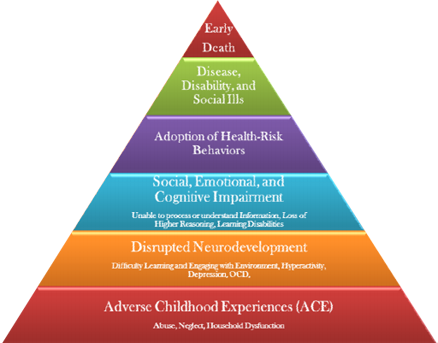 Early
Death
Disease,
Disability, and
Social Ills
Adoption of Health-Risk
Behaviors
Social, Emotional, and
Cognitive Impairment
Unable to process or understand Information, Loss of
Higher Reasoning, Learning Disabilities
Disrupted Neurodevelopment
Difficulty Learning and Engaging with Environment, Hyperactivity,
Depression, OCD,
Adverse Childhood Experiences (ACE)
Abuse, Neglect, Household Dysfunction